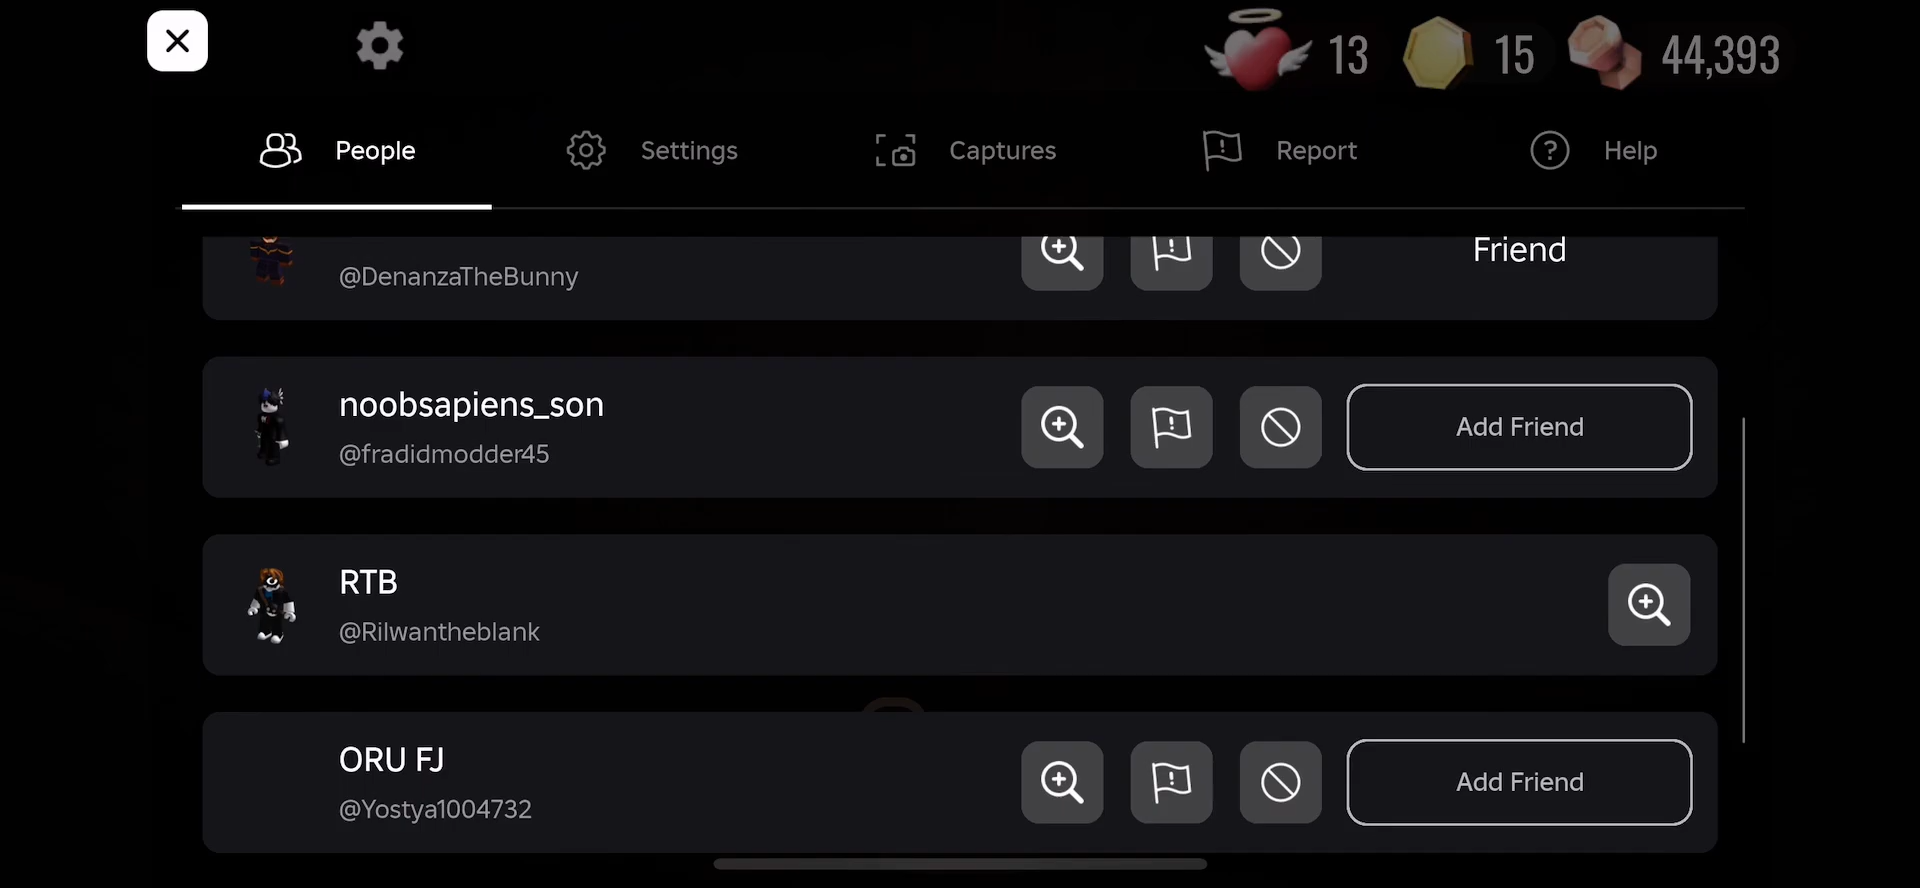 13 15 44,393
People Settings Captures Report Help
@DenanzaTheBunny
Friend
noobsapiens_son
@fradidmodder45
Add Friend
RTB
@Rilwantheblank
ORU FJ
@Yostya1004732
Add Friend